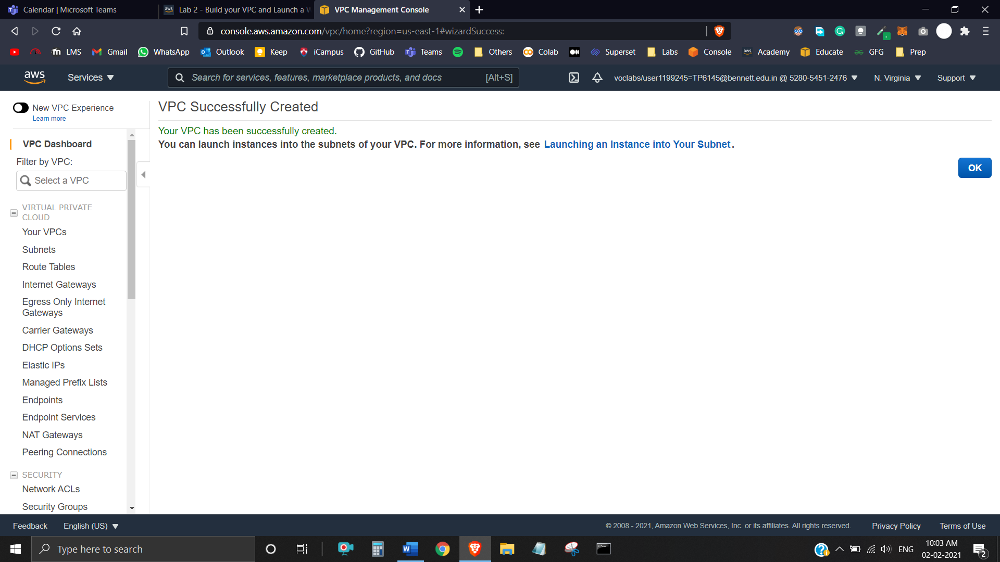 Calendar | Microsoft Teams
Lab 2 - Build your VPC and Launch a W
VPC Management Console
console.aws.amazon.com/vpc/home?region=us-east-1#wizardSuccess:
LMS Gmail WhatsApp Outlook Keep iCampus GitHub Teams Others Colab Superset Labs Console Academy Educate GFG Prep
aws Services Search for services, features, marketplace products, and docs [Alt+S] voclabs/user1199245=TP6145@bennett.edu.in @ 5280-5451-2476 N. Virginia Support
New VPC Experience
Learn more
VPC Dashboard
Filter by VPC:
Select a VPC
VIRTUAL PRIVATE
CLOUD
Your VPCs
Subnets
Route Tables
Internet Gateways
Egress Only Internet
Gateways
Carrier Gateways
DHCP Options Sets
Elastic IPs
Managed Prefix Lists
Endpoints
Endpoint Services
NAT Gateways
Peering Connections
SECURITY
Network ACLs
Security Groups
VPC Successfully Created
Your VPC has been successfully created.
You can launch instances into the subnets of your VPC. For more information, see Launching an Instance into Your Subnet.
OK
Feedback English (US) © 2008 - 2021, Amazon Web Services, Inc. or its affiliates. All rights reserved. Privacy Policy Terms of Use
Type here to search
ENG
10:03 AM
02-02-2021
2